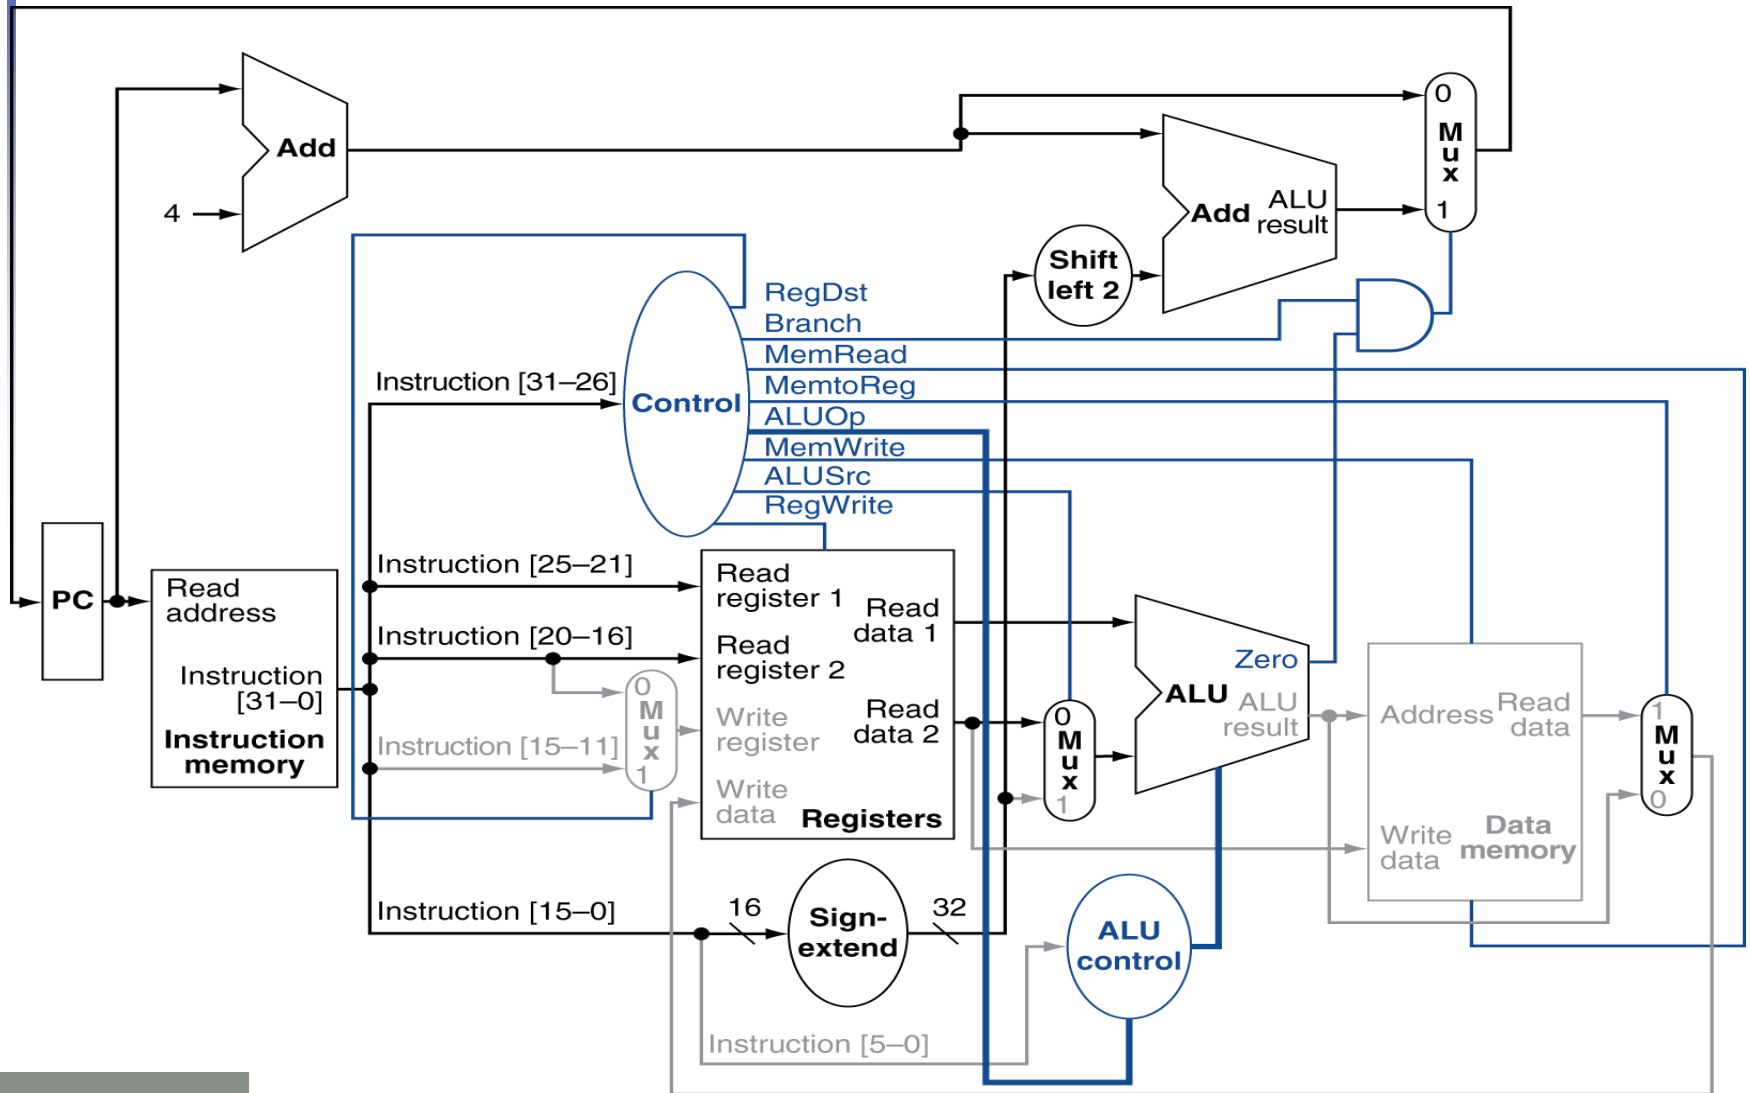 Add
4
0
M
u
x
1
Add
ALU
result
Shift
left 2
RegDst
Branch
MemRead
MemtoReg
ALUOp
MemWrite
ALUSrc
RegWrite
Control
Instruction [31–26]
Instruction [25–21]
Instruction [20–16]
Instruction [15–11]
Instruction [15–0]
Instruction [5–0]
PC
Read
address
Instruction
[31–0]
Instruction
memory
0
M
u
x
1
Read
register 1
Read
register 2
Write
register
Write
data
Read
data 1
Read
data 2
Registers
16
Sign-
extend
32
0
M
u
x
1
Zero
ALU
ALU
result
ALU
control
Address
Read
data
Write
data
Data
memory
1
M
u
x
0